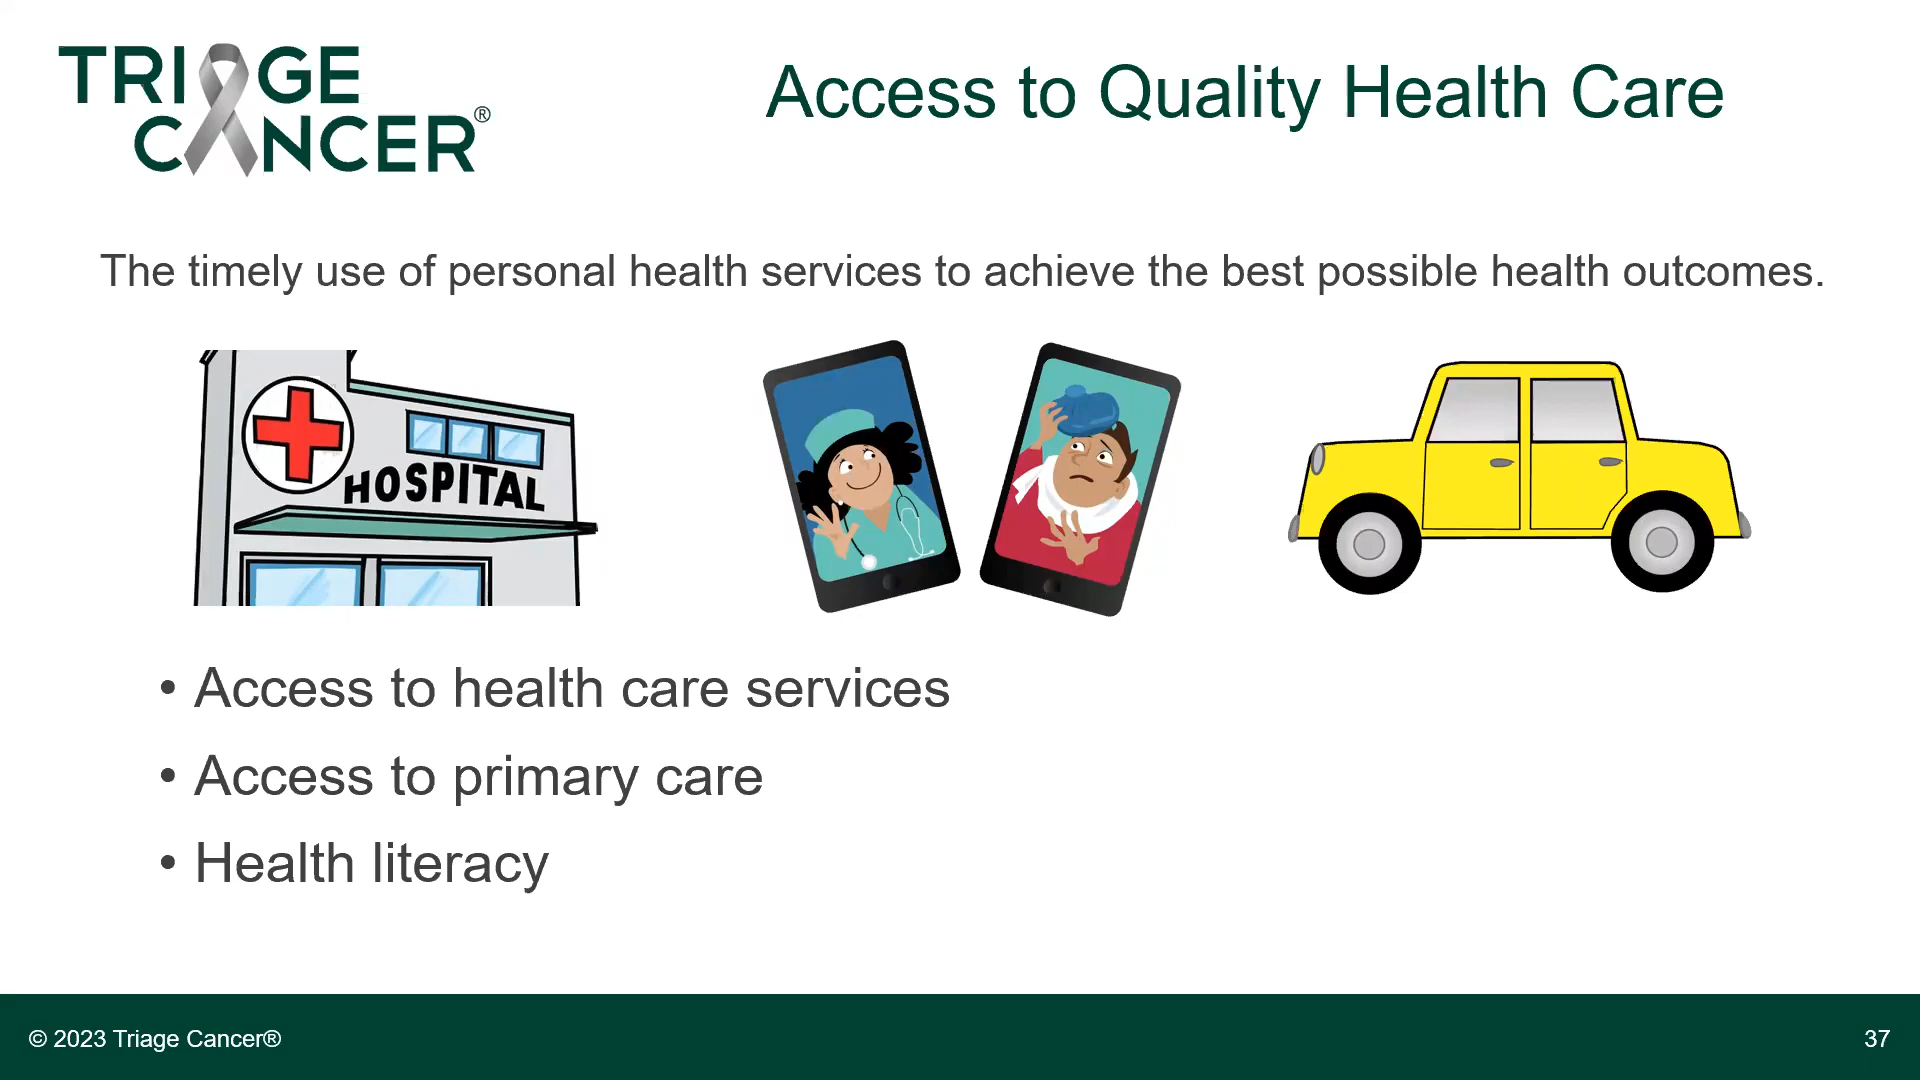 TRIAGE
CANCER®
Access to Quality Health Care
The timely use of personal health services to achieve the best possible health outcomes.
HOSPITAL
• Access to health care services
• Access to primary care
• Health literacy
© 2023 Triage Cancer®
37